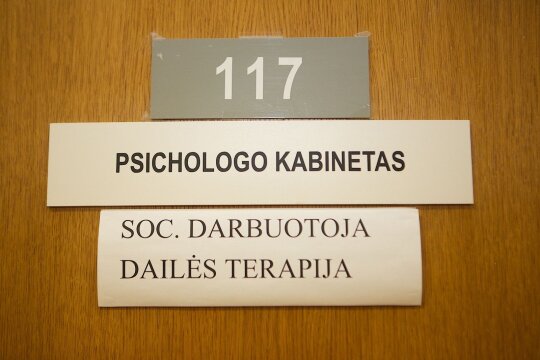 117
PSICHOLOGO KABINETAS
SOC. DARBUOTOJA
DAILĖS TERAPIJA